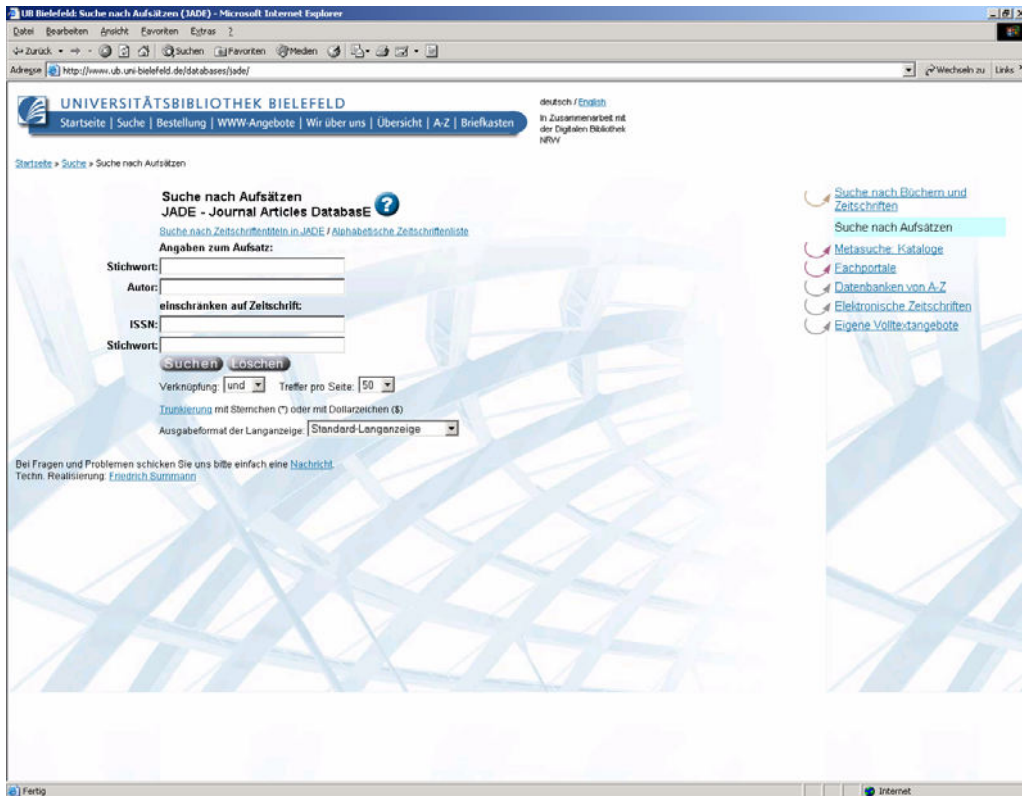 UB Bielefeld: Suche nach Aufsätzen (JADE) - Microsoft Internet Explorer
Datei Bearbeiten Ansicht Favoriten Extras ?
Zurück Suchen Favoriten Medien
Adresse http://www.ub.uni-bielefeld.de/databases/jade/ Wechseln zu Links »
UNIVERSITÄTSBIBLIOTHEK BIELEFELD
Startseite | Suche | Bestellung | WWW-Angebote | Wir über uns | Übersicht | A-Z | Briefkasten
deutsch / English
In Zusammenarbeit mit
der Digitalen Bibliothek
NRW
Startseite » Suche » Suche nach Aufsätzen
Suche nach Aufsätzen
JADE - Journal Articles DatabasE ?
Suche nach Zeitschriftentiteln in JADE / Alphabetische Zeitschriftenliste
Angaben zum Aufsatz:
Stichwort:
Autor:
einschränken auf Zeitschrift:
ISSN:
Stichwort:
Suchen Löschen
Verknüpfung: und Treffer pro Seite: 50
Trunkierung mit Sternchen (*) oder mit Dollarzeichen ($)
Ausgabeformat der Langanzeige: Standard-Langanzeige
Bei Fragen und Problemen schicken Sie uns bitte einfach eine Nachricht.
Techn. Realisierung: Friedrich Summann
Suche nach Büchern und
Zeitschriften
Suche nach Aufsätzen
Metasuche: Kataloge
Fachportale
Datenbanken von A-Z
Elektronische Zeitschriften
Eigene Volltextangebote
Fertig Internet